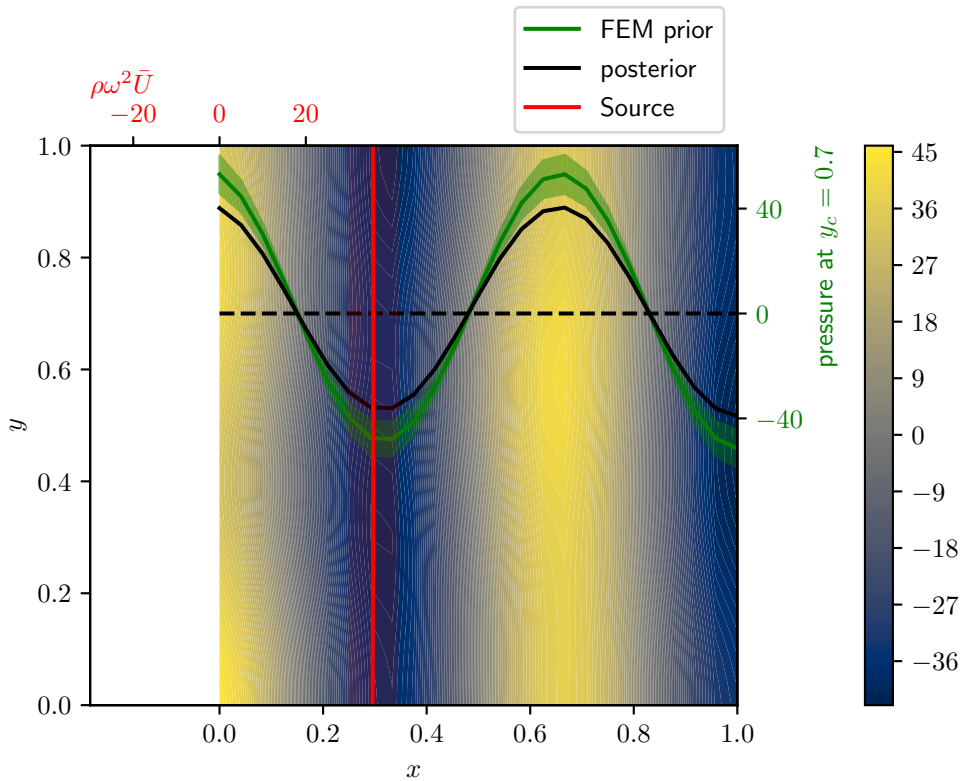 FEM prior
posterior
Source
ρω²Ū
−20 0 20
1.0
0.8
0.6
0.4
0.2
0.0
y
0.0 0.2 0.4 0.6 0.8 1.0
x
40
0
−40
pressure at y_c = 0.7
45
36
27
18
9
0
−9
−18
−27
−36